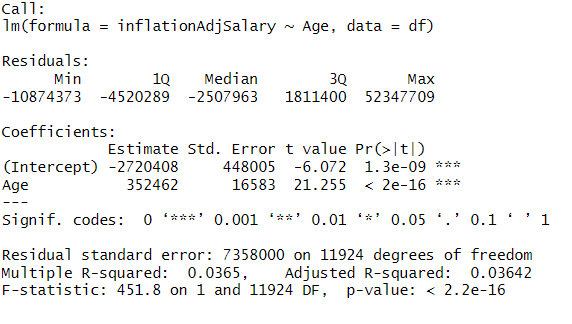 Call:
lm(formula = inflationAdjSalary ~ Age, data = df)
Residuals:
Min 1Q Median 3Q Max
-10874373 -4520289 -2507963 1811400 52347709
Coefficients:
Estimate Std. Error t value Pr(>|t|)
(Intercept) -2720408 448005 -6.072 1.3e-09 ***
Age 352462 16583 21.255 < 2e-16 ***
---
Signif. codes: 0 ‘***’ 0.001 ‘**’ 0.01 ‘*’ 0.05 ‘.’ 0.1 ‘ ’ 1
Residual standard error: 7358000 on 11924 degrees of freedom
Multiple R-squared: 0.0365, Adjusted R-squared: 0.03642
F-statistic: 451.8 on 1 and 11924 DF, p-value: < 2.2e-16